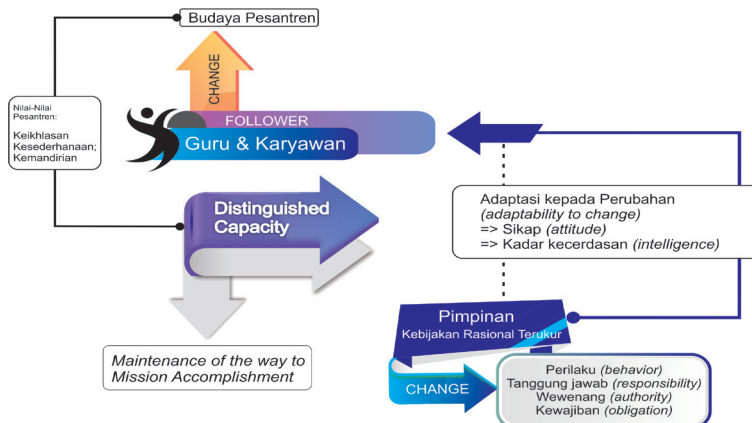 Budaya Pesantren
CHANGE
Nilai-Nilai
Pesantren:
Keikhlasan
Kesederhanaan;
Kemandirian
FOLLOWER
Guru & Karyawan
Distinguished
Capacity
Adaptasi kepada Perubahan
(adaptability to change)
=> Sikap (attitude)
=> Kadar kecerdasan (intelligence)
Pimpinan
Kebijakan Rasional Terukur
Maintenance of the way to
Mission Accomplishment
CHANGE
Perilaku (behavior)
Tanggung jawab (responsibility)
Wewenang (authority)
Kewajiban (obligation)